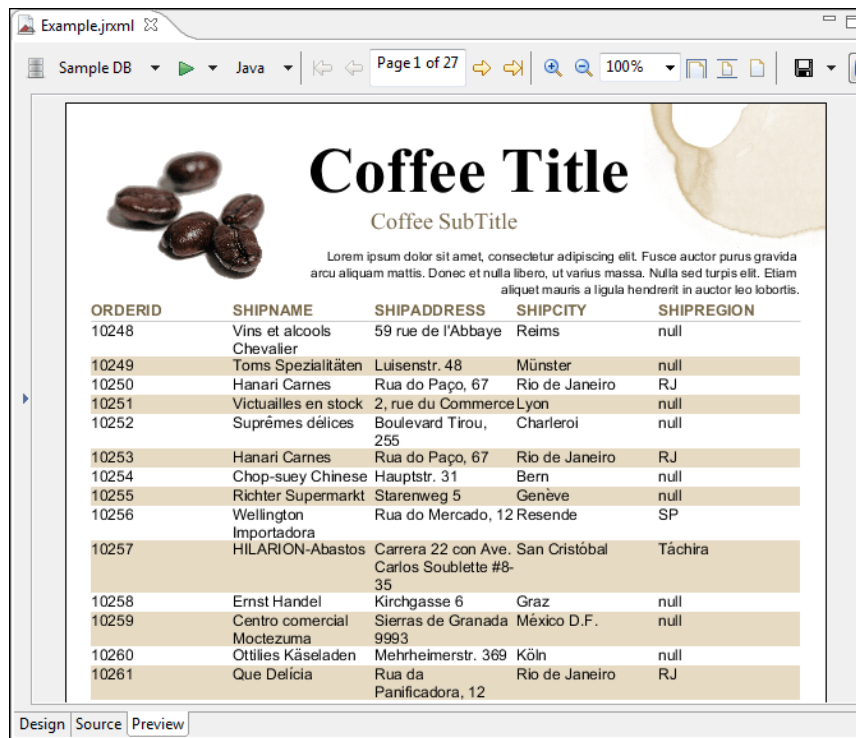 Example.jrxml
Sample DB Java Page 1 of 27 100%
Coffee Title
Coffee SubTitle
Lorem ipsum dolor sit amet, consectetur adipiscing elit. Fusce auctor purus gravida
arcu aliquam mattis. Donec et nulla libero, ut varius massa. Nulla sed turpis elit. Etiam
aliquet mauris a ligula hendrerit in auctor leo lobortis.
ORDERID SHIPNAME SHIPADDRESS SHIPCITY SHIPREGION
10248 Vins et alcools 59 rue de l'Abbaye Reims null
Chevalier
10249 Toms Spezialitäten Luisenstr. 48 Münster null
10250 Hanari Carnes Rua do Paço, 67 Rio de Janeiro RJ
10251 Victuailles en stock 2, rue du Commerce Lyon null
10252 Suprêmes délices Boulevard Tirou, Charleroi null
255
10253 Hanari Carnes Rua do Paço, 67 Rio de Janeiro RJ
10254 Chop-suey Chinese Hauptstr. 31 Bern null
10255 Richter Supermarkt Starenweg 5 Genève null
10256 Wellington Rua do Mercado, 12 Resende SP
Importadora
10257 HILARION-Abastos Carrera 22 con Ave. San Cristóbal Táchira
Carlos Soublette #8-
35
10258 Ernst Handel Kirchgasse 6 Graz null
10259 Centro comercial Sierras de Granada México D.F. null
Moctezuma 9993
10260 Ottilies Käseladen Mehrheimerstr. 369 Köln null
10261 Que Delícia Rua da Rio de Janeiro RJ
Panificadora, 12
Design Source Preview